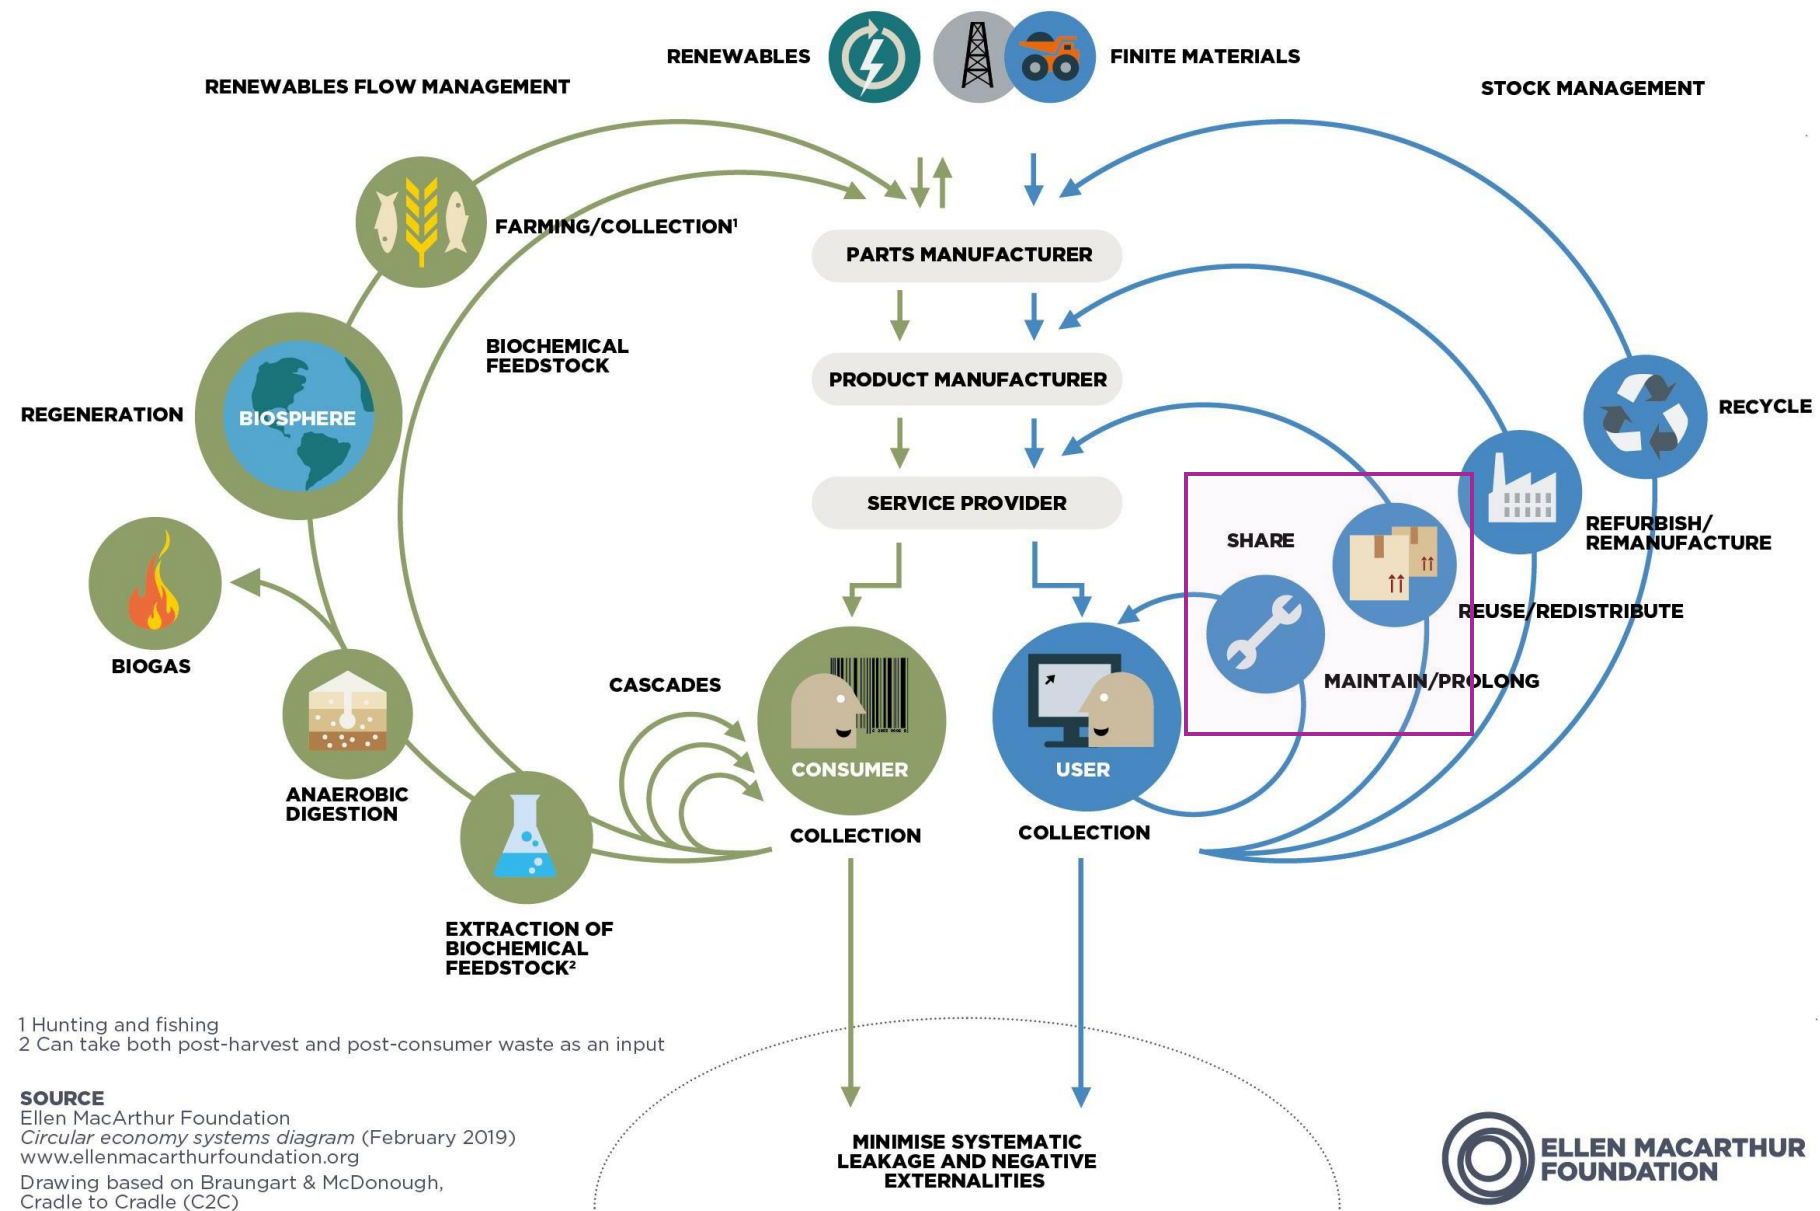 RENEWABLES
FINITE MATERIALS
RENEWABLES FLOW MANAGEMENT
STOCK MANAGEMENT
FARMING/COLLECTION¹
PARTS MANUFACTURER
BIOCHEMICAL
FEEDSTOCK
PRODUCT MANUFACTURER
REGENERATION
BIOSPHERE
RECYCLE
SERVICE PROVIDER
SHARE
REFURBISH/
REMANUFACTURE
REUSE/REDISTRIBUTE
BIOGAS
CASCADES
MAINTAIN/PROLONG
CONSUMER
USER
ANAEROBIC
DIGESTION
COLLECTION
COLLECTION
EXTRACTION OF
BIOCHEMICAL
FEEDSTOCK²
1 Hunting and fishing
2 Can take both post-harvest and post-consumer waste as an input
SOURCE
Ellen MacArthur Foundation
Circular economy systems diagram (February 2019)
www.ellenmacarthurfoundation.org
Drawing based on Braungart & McDonough,
Cradle to Cradle (C2C)
MINIMISE SYSTEMATIC
LEAKAGE AND NEGATIVE
EXTERNALITIES
ELLEN MACARTHUR
FOUNDATION